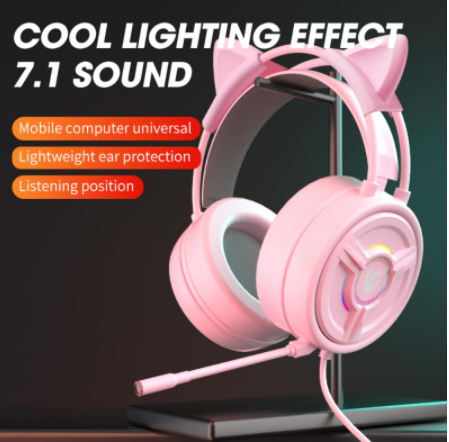 COOL LIGHTING EFFECT
7.1 SOUND
Mobile computer universal
Lightweight ear protection
Listening position